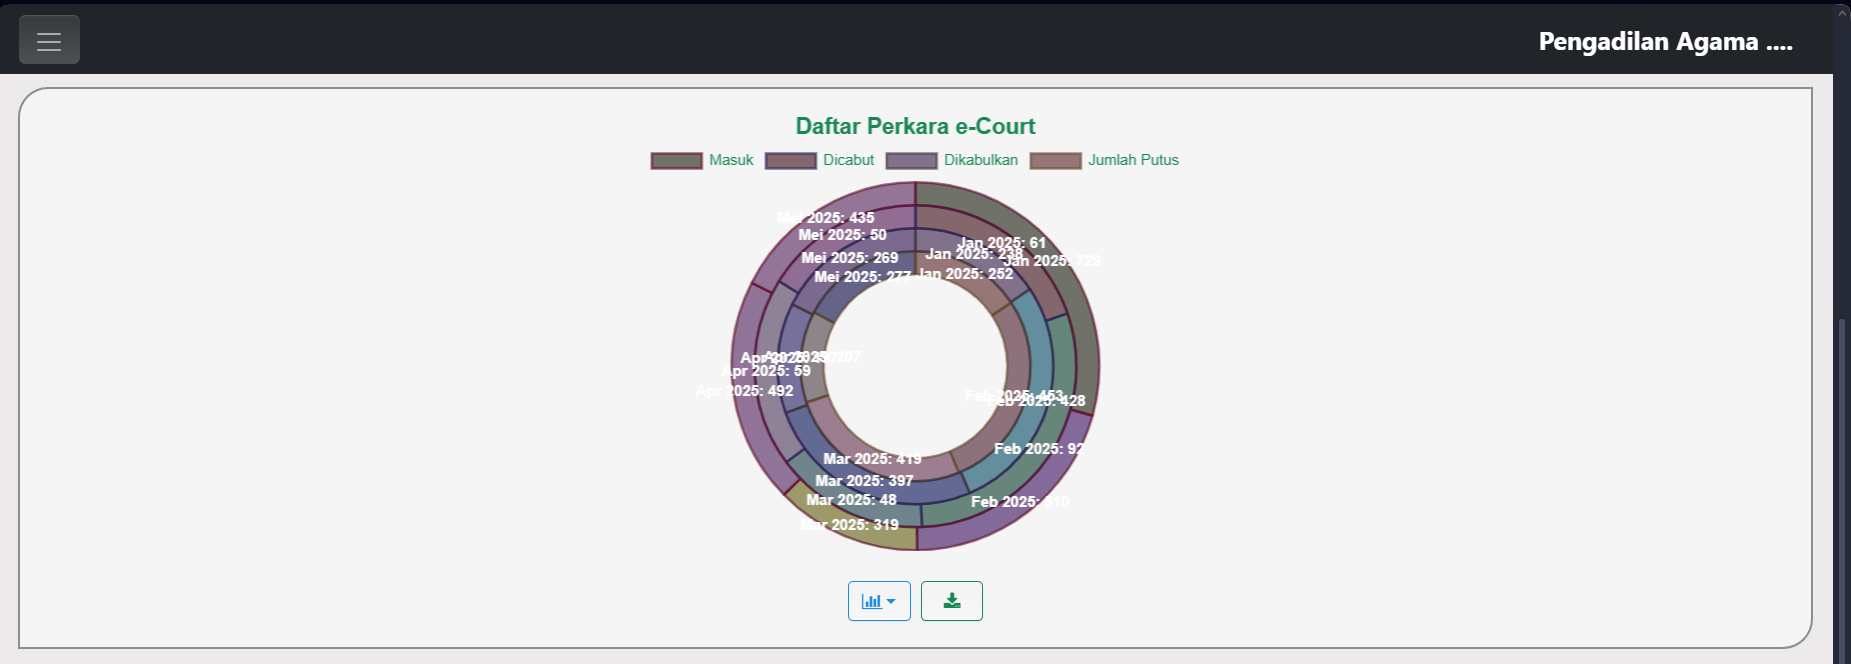 Pengadilan Agama ....
Daftar Perkara e-Court
Masuk Dicabut Dikabulkan Jumlah Putus
Mei 2025: 435
Mei 2025: 50
Mei 2025: 269
Mei 2025: 277
Jan 2025: 61
Jan 2025: 238
Jan 2025: 729
Jan 2025: 252
Apr 2025:
Apr 2025: 207
Apr 2025: 59
Apr 2025: 492
Feb 2025: 453
Feb 2025: 428
Feb 2025: 92
Feb 2025: 510
Mar 2025: 419
Mar 2025: 397
Mar 2025: 48
Mar 2025: 319